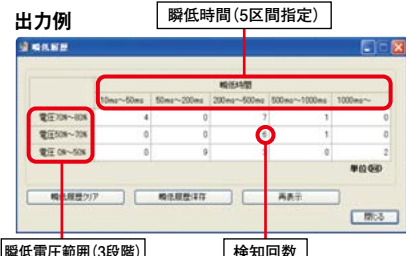 瞬低時間(5区間指定)
出力例
瞬低履歴
瞬低時間
10ms~50ms 50ms~200ms 200ms~500ms 500ms~1000ms 1000ms~
電圧70%~80% 4 0 7 1 0
電圧50%~70% 0 0 6 1 0
電圧 0%~50% 0 9 0 2
単位(回)
瞬低履歴クリア 瞬低履歴保存 再表示
閉じる
瞬低電圧範囲(3段階) 検知回数